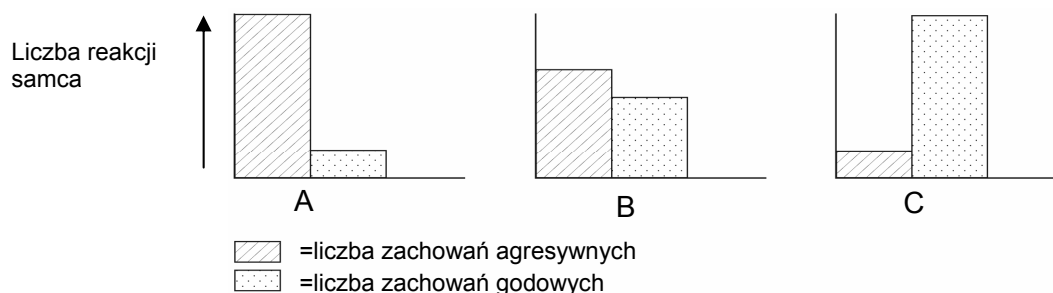 Liczba reakcji
samca
A
B
C
=liczba zachowań agresywnych
=liczba zachowań godowych